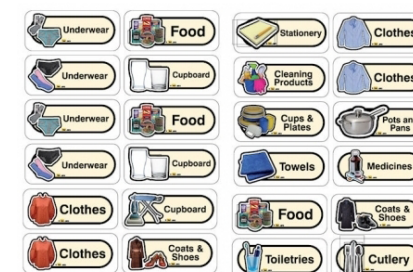 Underwear
Food
Stationery
Clothes
Underwear
Cupboard
Cleaning
Products
Clothes
Underwear
Food
Cups &
Plates
Pots and
Pans
Underwear
Cupboard
Towels
Medicines
Clothes
Cupboard
Food
Coats &
Shoes
Clothes
Coats &
Shoes
Toiletries
Cutlery